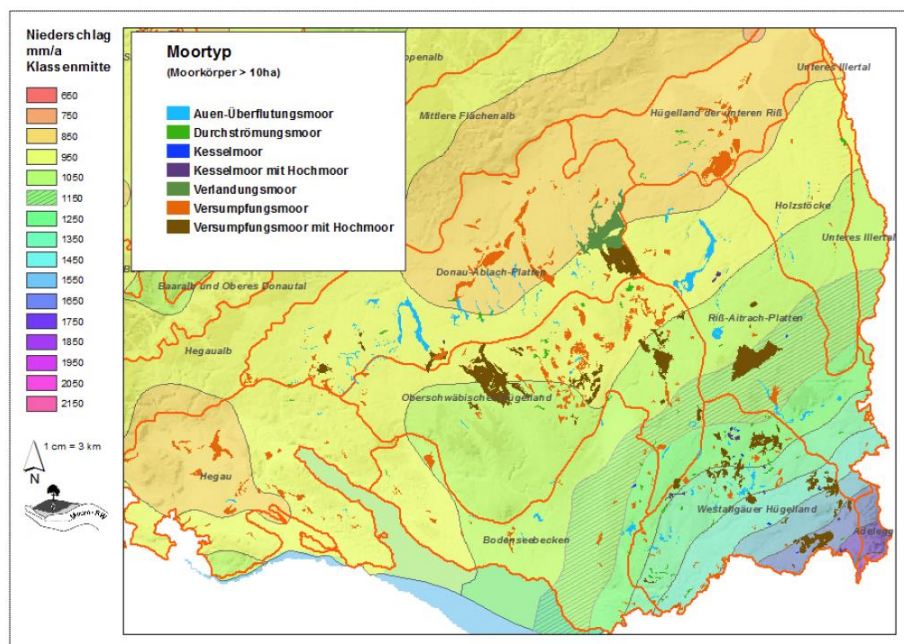 Niederschlag
mm/a
Klassenmitte
650
750
850
950
1050
1150
1250
1350
1450
1550
1650
1750
1850
1950
2050
2150
1 cm = 3 km
N
Moortyp
(Moorkörper > 10ha)
Auen-Überflutungsmoor
Durchströmungsmoor
Kesselmoor
Kesselmoor mit Hochmoor
Verlandungsmoor
Versumpfungsmoor
Versumpfungsmoor mit Hochmoor
Mittlere Flächenalb
Unteres Illertal
Hügelland der unteren Riß
Holzstöcke
Unteres Illertal
Donau-Ablach-Platten
Baaralb und Oberes Donautal
Riß-Aitrach-Platten
Hegaualb
Oberschwäbisches Hügelland
Hegau
Westallgäuer Hügelland
Adelegg
Bodenseebecken